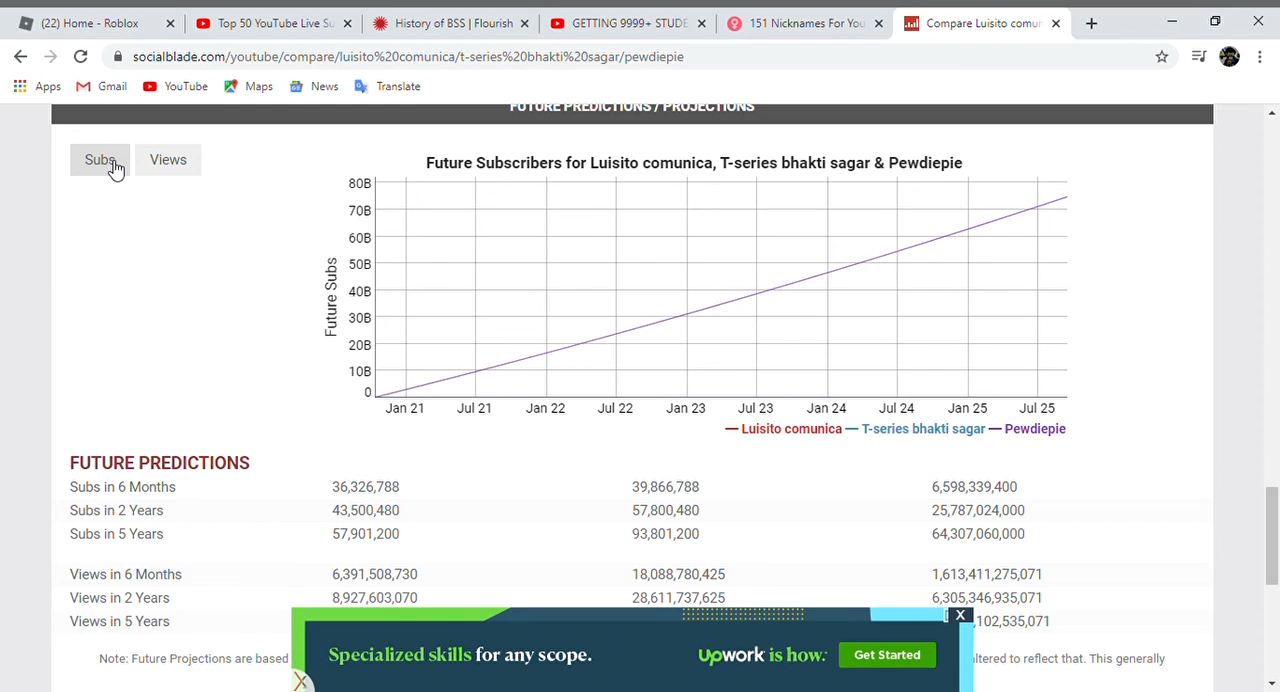 (22) Home - Roblox
Top 50 YouTube Live Su
History of BSS | Flourish
GETTING 9999+ STUDE
151 Nicknames For You
Compare Luisito comun
socialblade.com/youtube/compare/luisito%20comunica/t-series%20bhakti%20sagar/pewdiepie
Apps Gmail YouTube Maps News Translate
FUTURE PREDICTIONS / PROJECTIONS
Subs Views
Future Subscribers for Luisito comunica, T-series bhakti sagar & Pewdiepie
80B
70B
60B
50B
40B
30B
20B
10B
0
Future Subs
Jan 21 Jul 21 Jan 22 Jul 22 Jan 23 Jul 23 Jan 24 Jul 24 Jan 25 Jul 25
Luisito comunica T-series bhakti sagar Pewdiepie
FUTURE PREDICTIONS
Subs in 6 Months 36,326,788 39,866,788 6,598,339,400
Subs in 2 Years 43,500,480 57,800,480 25,787,024,000
Subs in 5 Years 57,901,200 93,801,200 64,307,060,000
Views in 6 Months 6,391,508,730 18,088,780,425 1,613,411,275,071
Views in 2 Years 8,927,603,070 28,611,737,625 6,305,346,935,071
Views in 5 Years ,102,535,071
Note: Future Projections are based ltered to reflect that. This generally
Specialized skills for any scope. Upwork is how. Get Started